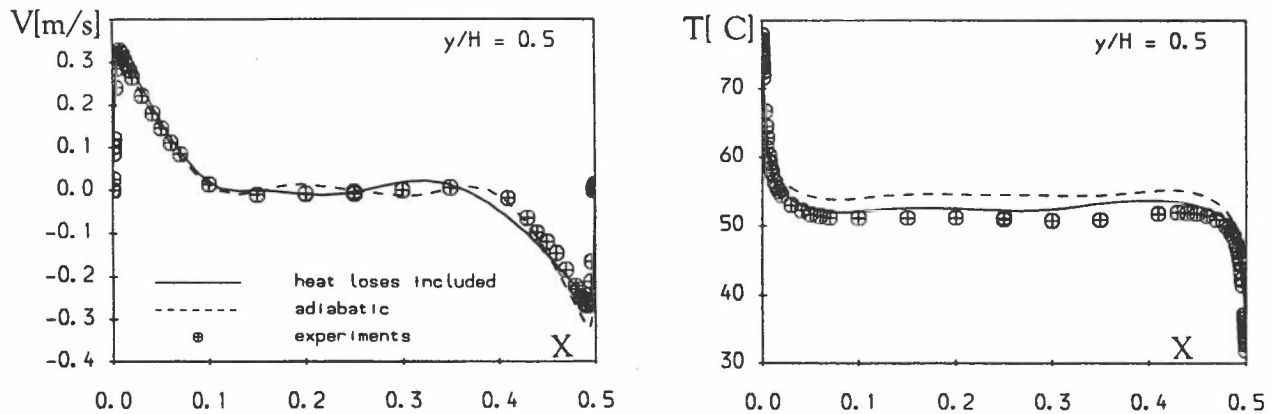 V[m/s]
y/H = 0.5
0.3
0.2
0.1
0.0
-0.1
-0.2
-0.3
-0.4
heat loses included
adiabatic
experiments
X
0.0 0.1 0.2 0.3 0.4 0.5
T[ C]
y/H = 0.5
70
60
50
40
30
X
0.0 0.1 0.2 0.3 0.4 0.5